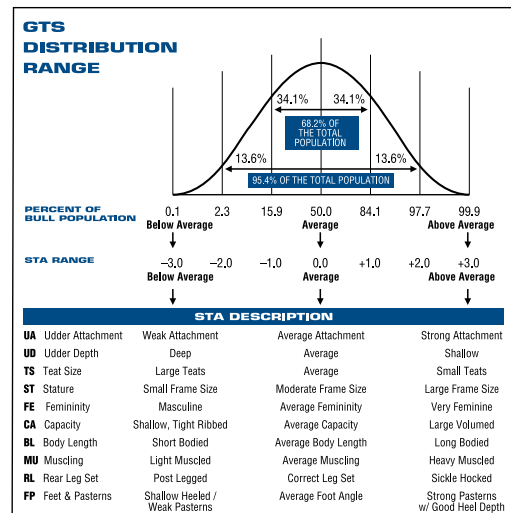 GTS
DISTRIBUTION
RANGE
34.1% 34.1%
68.2% OF
THE TOTAL
POPULATION
13.6% 13.6%
95.4% OF THE TOTAL POPULATION
PERCENT OF
BULL POPULATION
0.1 2.3 15.9 50.0 84.1 97.7 99.9
Below Average Average Above Average
STA RANGE –3.0 –2.0 –1.0 0.0 +1.0 +2.0 +3.0
Below Average Average Above Average
STA DESCRIPTION
UA Udder Attachment Weak Attachment Average Attachment Strong Attachment
UD Udder Depth Deep Average Shallow
TS Teat Size Large Teats Average Small Teats
ST Stature Small Frame Size Moderate Frame Size Large Frame Size
FE Femininity Masculine Average Femininity Very Feminine
CA Capacity Shallow, Tight Ribbed Average Capacity Large Volumed
BL Body Length Short Bodied Average Body Length Long Bodied
MU Muscling Light Muscled Average Muscling Heavy Muscled
RL Rear Leg Set Post Legged Correct Leg Set Sickle Hocked
FP Feet & Pasterns Shallow Heeled / Average Foot Angle Strong Pasterns
Weak Pasterns w/ Good Heel Depth